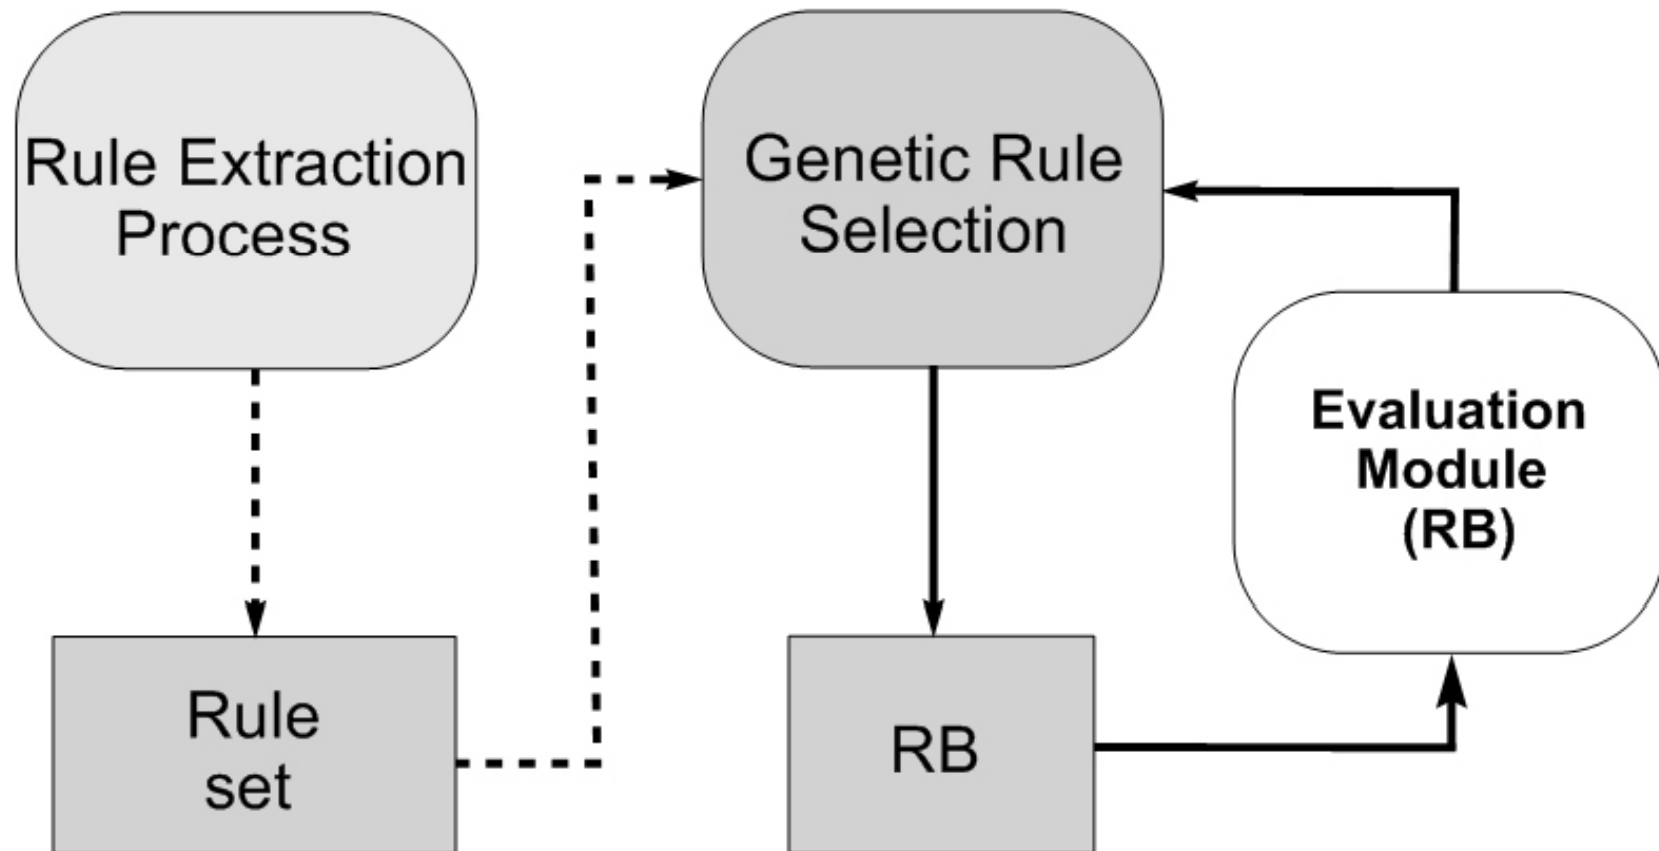 Rule Extraction
Process
Genetic Rule
Selection
Evaluation
Module
(RB)
Rule
set
RB